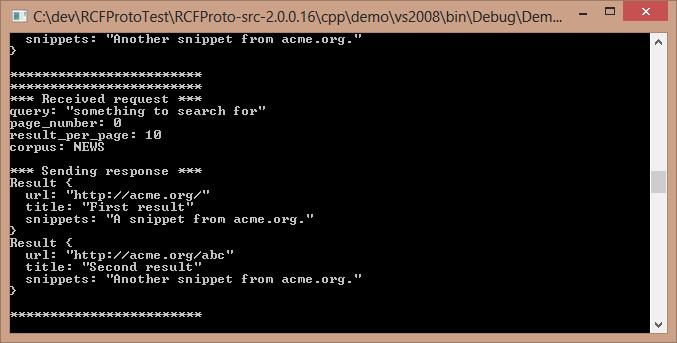 C:\dev\RCFProtoTest\RCFProto-src-2.0.0.16\cpp\demo\vs2008\bin\Debug\Dem...
  snippets: "Another snippet from acme.org."
}

************************
************************
*** Received request ***
query: "something to search for"
page_number: 0
result_per_page: 10
corpus: NEWS

*** Sending response ***
Result {
  url: "http://acme.org/"
  title: "First result"
  snippets: "A snippet from acme.org."
}
Result {
  url: "http://acme.org/abc"
  title: "Second result"
  snippets: "Another snippet from acme.org."
}

************************